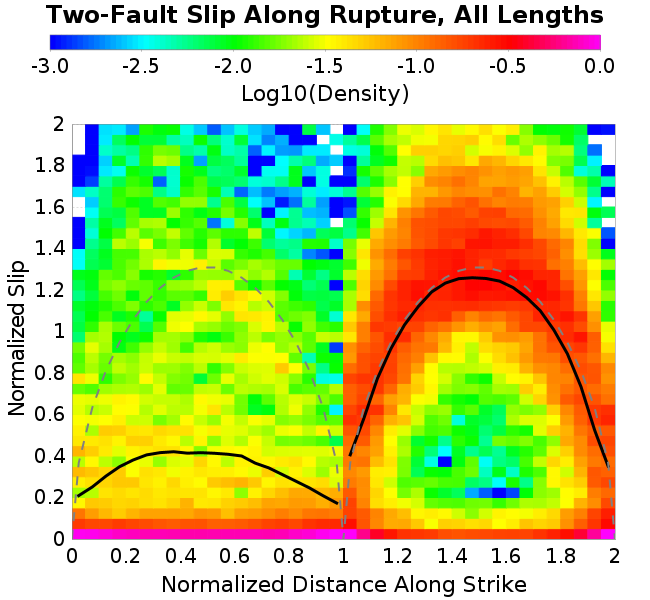 Two-Fault Slip Along Rupture, All Lengths
-3.0 -2.5 -2.0 -1.5 -1.0 -0.5 0.0
Log10(Density)
2
1.8
1.6
1.4
1.2
1
0.8
0.6
0.4
0.2
0
Normalized Slip
0 0.2 0.4 0.6 0.8 1 1.2 1.4 1.6 1.8 2
Normalized Distance Along Strike